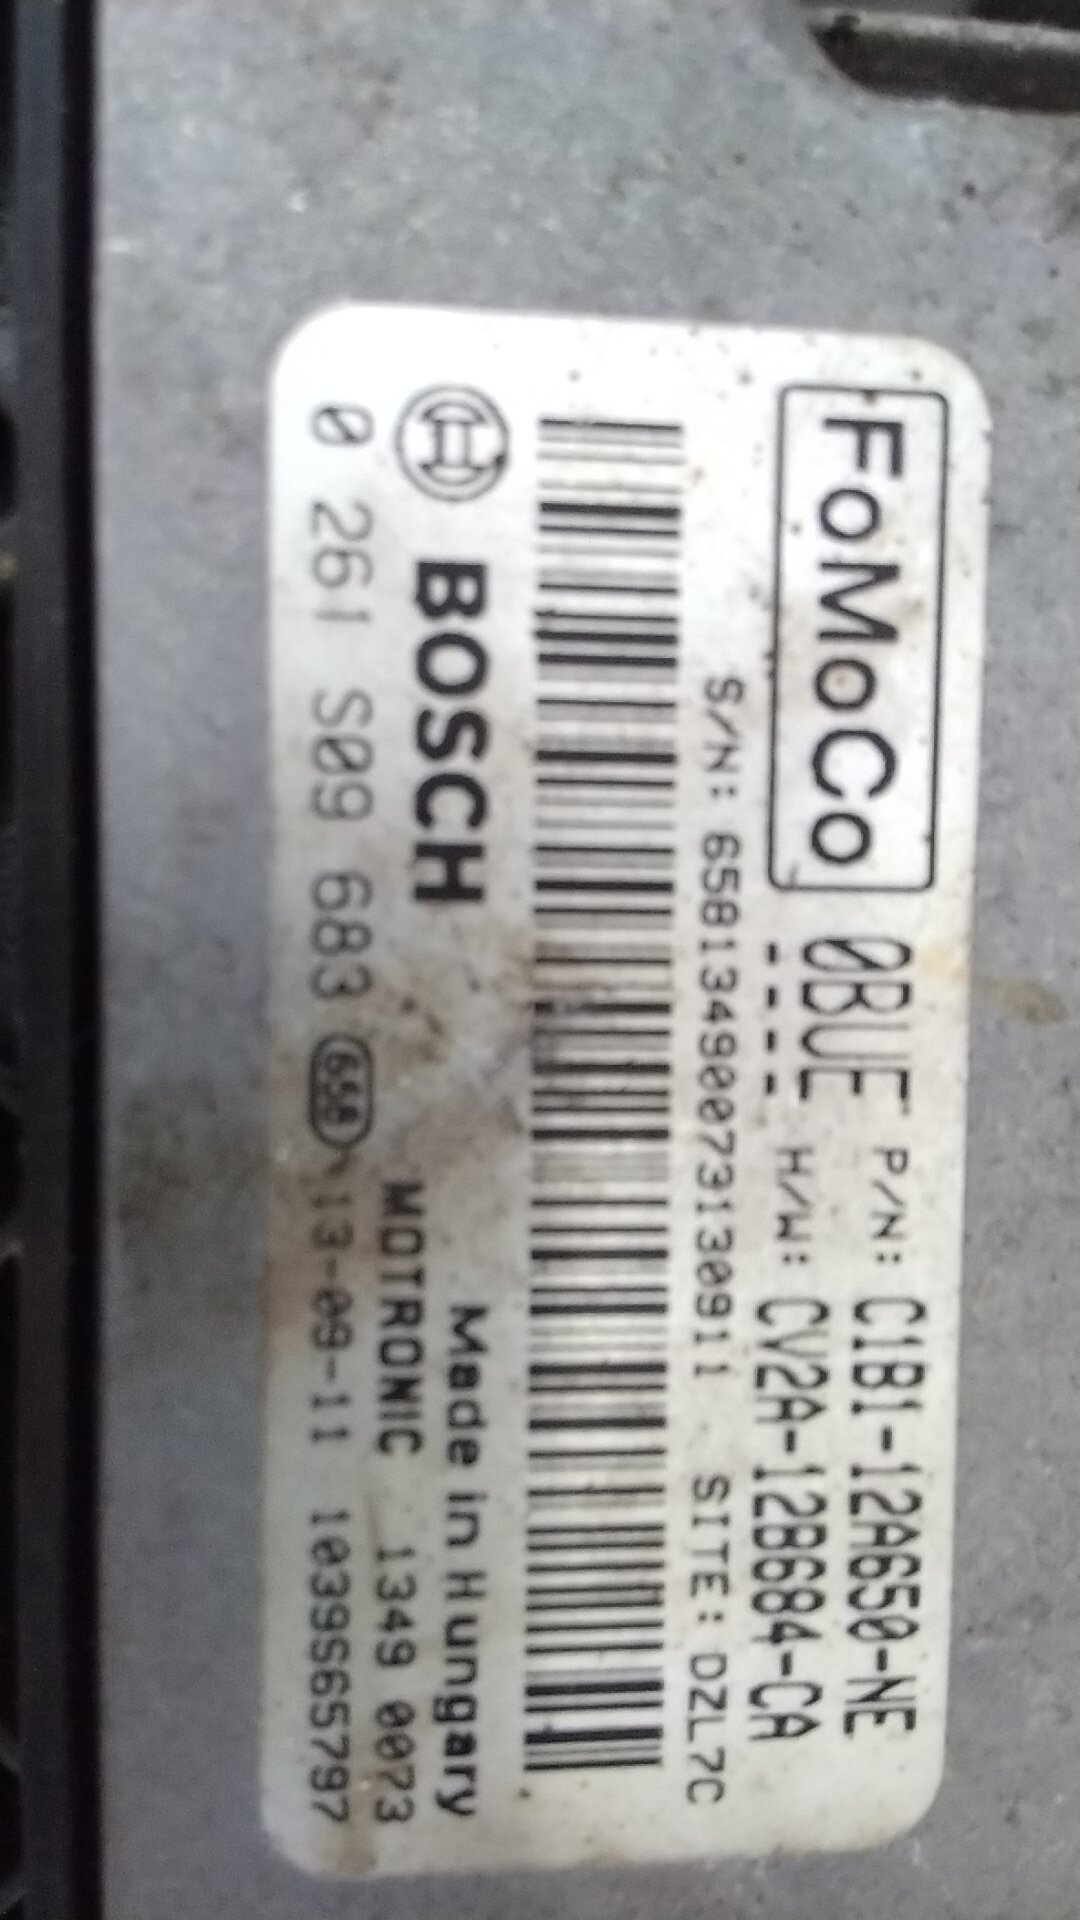 FoMoCo 0BUE P/N: C1B1-12A650-NE
---- H/W: CV2A-12B684-CA
S/N: 65813490073130911 SITE: DZL7C
BOSCH Made in Hungary
MOTRONIC 1349 0073
0 261 S09 683 658 13-09-11 1039S65797